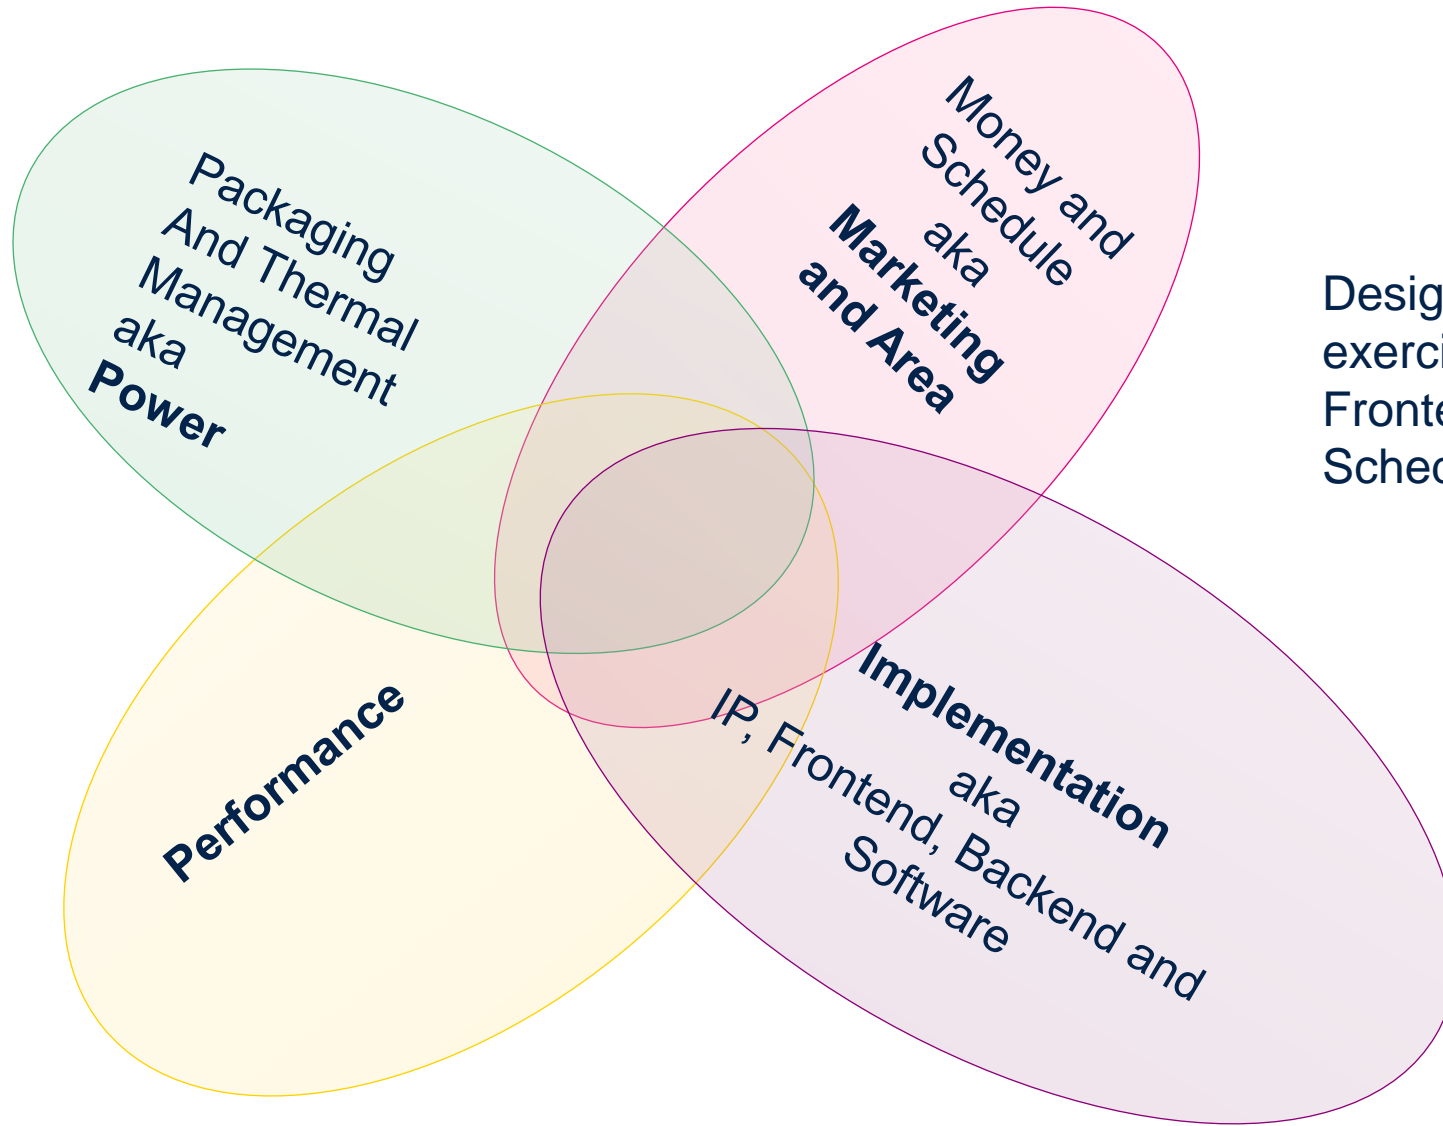 Packaging
And Thermal
Management
aka
Power
Money and
Schedule
aka
Marketing
and Area
Performance
Implementation
aka
IP, Frontend, Backend and
Software